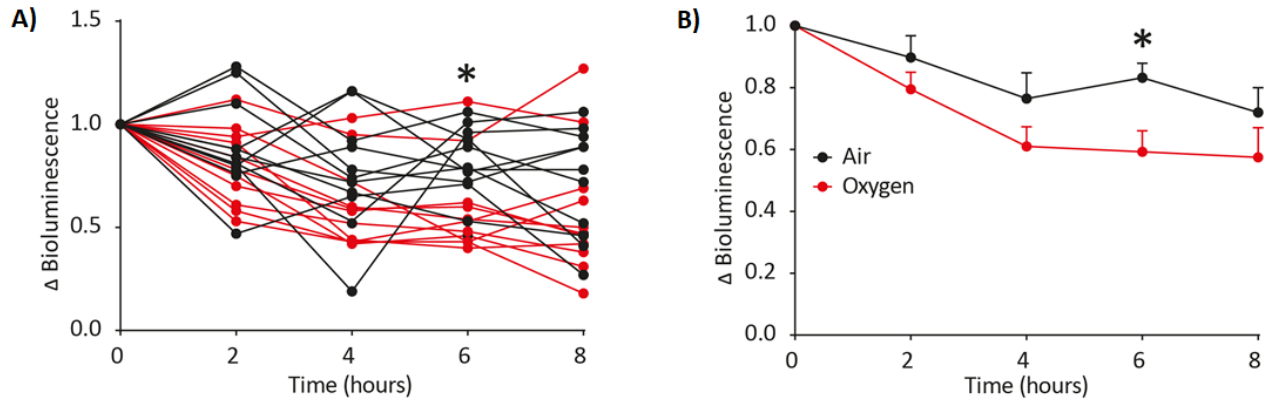 A)
1.5
1.0
0.5
0.0
Δ Bioluminescence
*
0 2 4 6 8
Time (hours)
B)
1.0
0.8
0.6
0.4
0.2
0.0
Δ Bioluminescence
*
Air
Oxygen
0 2 4 6 8
Time (hours)